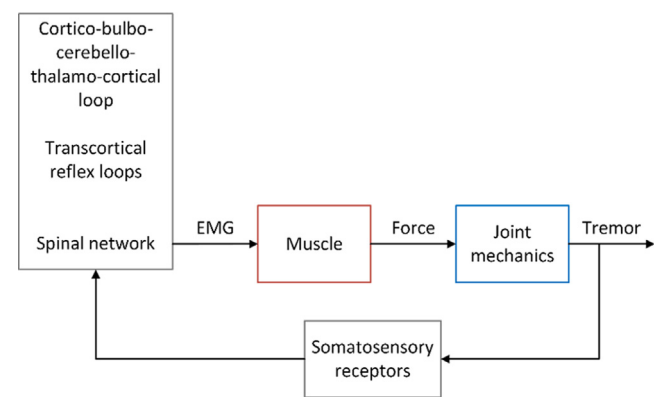 Cortico-bulbo-
cerebello-
thalamo-cortical
loop
Transcortical
reflex loops
Spinal network
EMG
Muscle
Force
Joint
mechanics
Tremor
Somatosensory
receptors